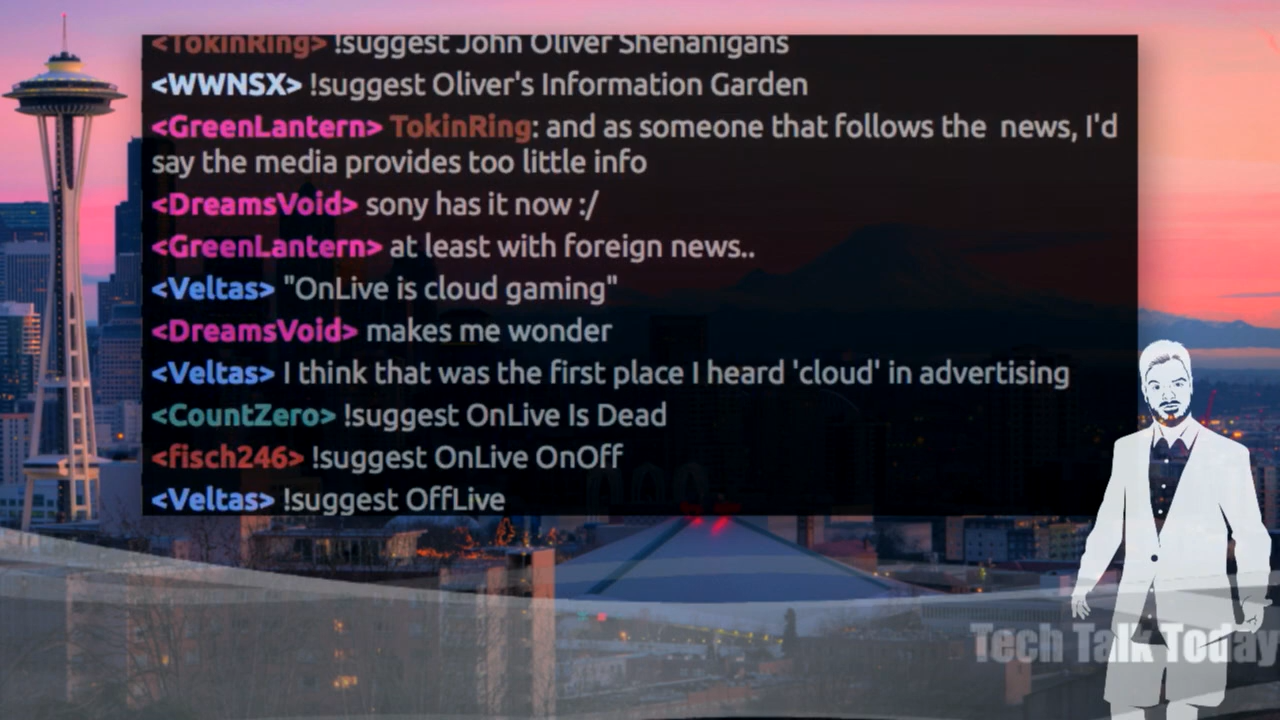 <TokinRing> !suggest John Oliver Shenanigans
<WWNSX> !suggest Oliver's Information Garden
<GreenLantern> TokinRing: and as someone that follows the  news, I'd
say the media provides too little info
<DreamsVoid> sony has it now :/
<GreenLantern> at least with foreign news..
<Veltas> "OnLive is cloud gaming"
<DreamsVoid> makes me wonder
<Veltas> I think that was the first place I heard 'cloud' in advertising
<CountZero> !suggest OnLive Is Dead
<fisch246> !suggest OnLive OnOff
<Veltas> !suggest OffLive
Tech Talk Today